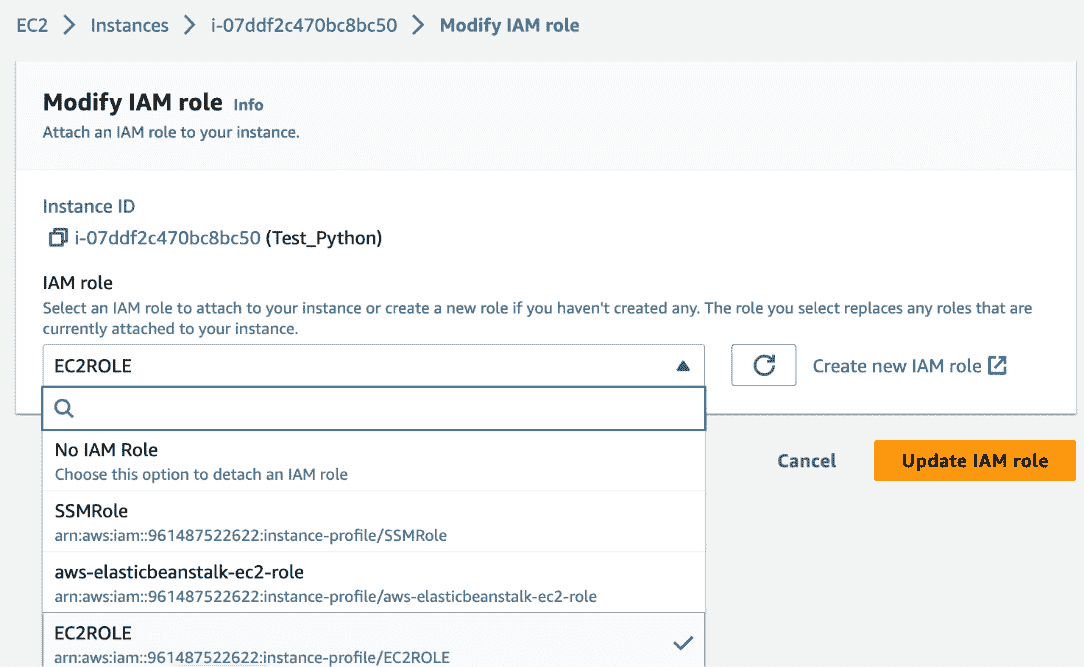 EC2 > Instances > i-07ddf2c470bc8bc50 > Modify IAM role
Modify IAM role Info
Attach an IAM role to your instance.
Instance ID
i-07ddf2c470bc8bc50 (Test_Python)
IAM role
Select an IAM role to attach to your instance or create a new role if you haven't created any. The role you select replaces any roles that are
currently attached to your instance.
EC2ROLE
Create new IAM role
No IAM Role
Choose this option to detach an IAM role
Cancel
Update IAM role
SSMRole
arn:aws:iam::961487522622:instance-profile/SSMRole
aws-elasticbeanstalk-ec2-role
arn:aws:iam::961487522622:instance-profile/aws-elasticbeanstalk-ec2-role
EC2ROLE
arn:aws:iam::961487522622:instance-profile/EC2ROLE